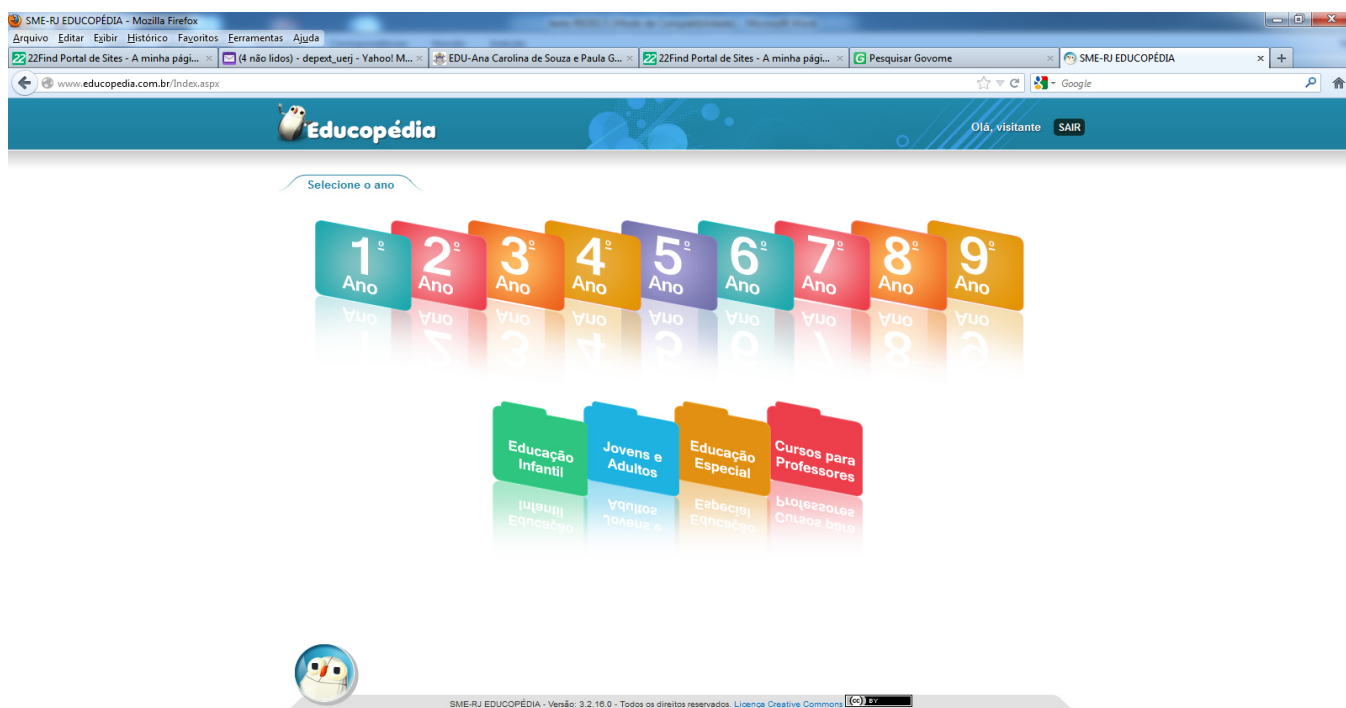 SME-RJ EDUCOPÉDIA - Mozilla Firefox
Arquivo Editar Exibir Histórico Favoritos Ferramentas Ajuda
22Find Portal de Sites - A minha pági... (4 não lidos) - depext_uerj - Yahoo! M... EDU-Ana Carolina de Souza e Paula G... 22Find Portal de Sites - A minha pági... Pesquisar Govome SME-RJ EDUCOPÉDIA
www.educopedia.com.br/Index.aspx Google
Educopédia
Olá, visitante SAIR
Selecione o ano
1º Ano
2º Ano
3º Ano
4º Ano
5º Ano
6º Ano
7º Ano
8º Ano
9º Ano
Educação
Infantil
Jovens e
Adultos
Educação
Especial
Cursos para
Professores
SME-RJ EDUCOPÉDIA - Versão: 3.2.16.0 - Todos os direitos reservados. Licença Creative Commons (cc) BY